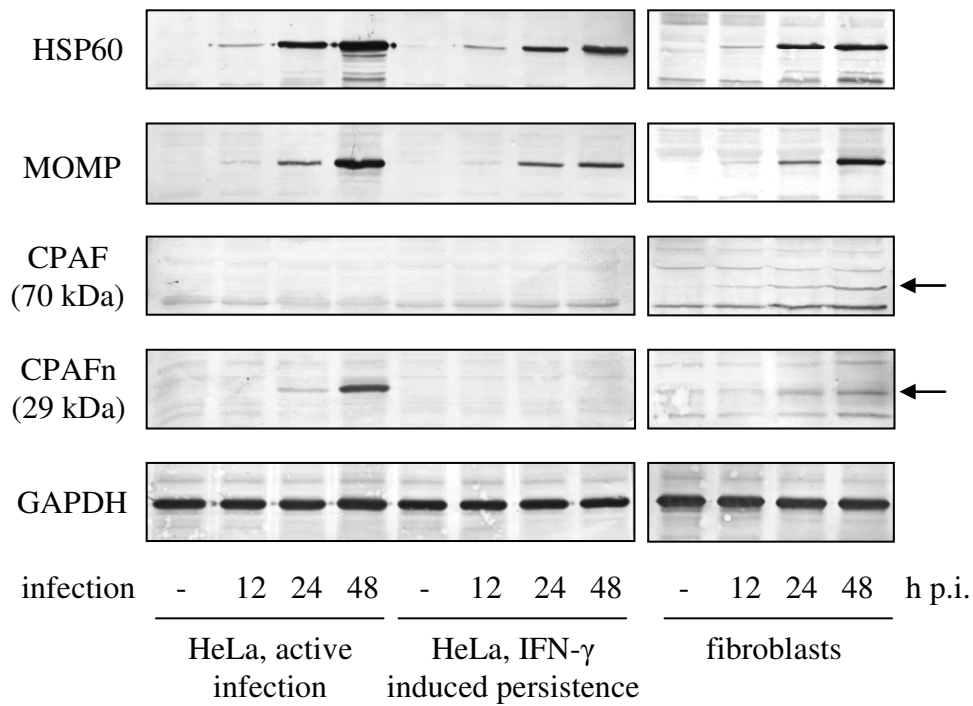 HSP60
MOMP
CPAF
(70 kDa)
CPAFn
(29 kDa)
GAPDH
infection - 12 24 48 - 12 24 48 - 12 24 48 h p.i.
HeLa, active
infection
HeLa, IFN-γ
induced persistence
fibroblasts